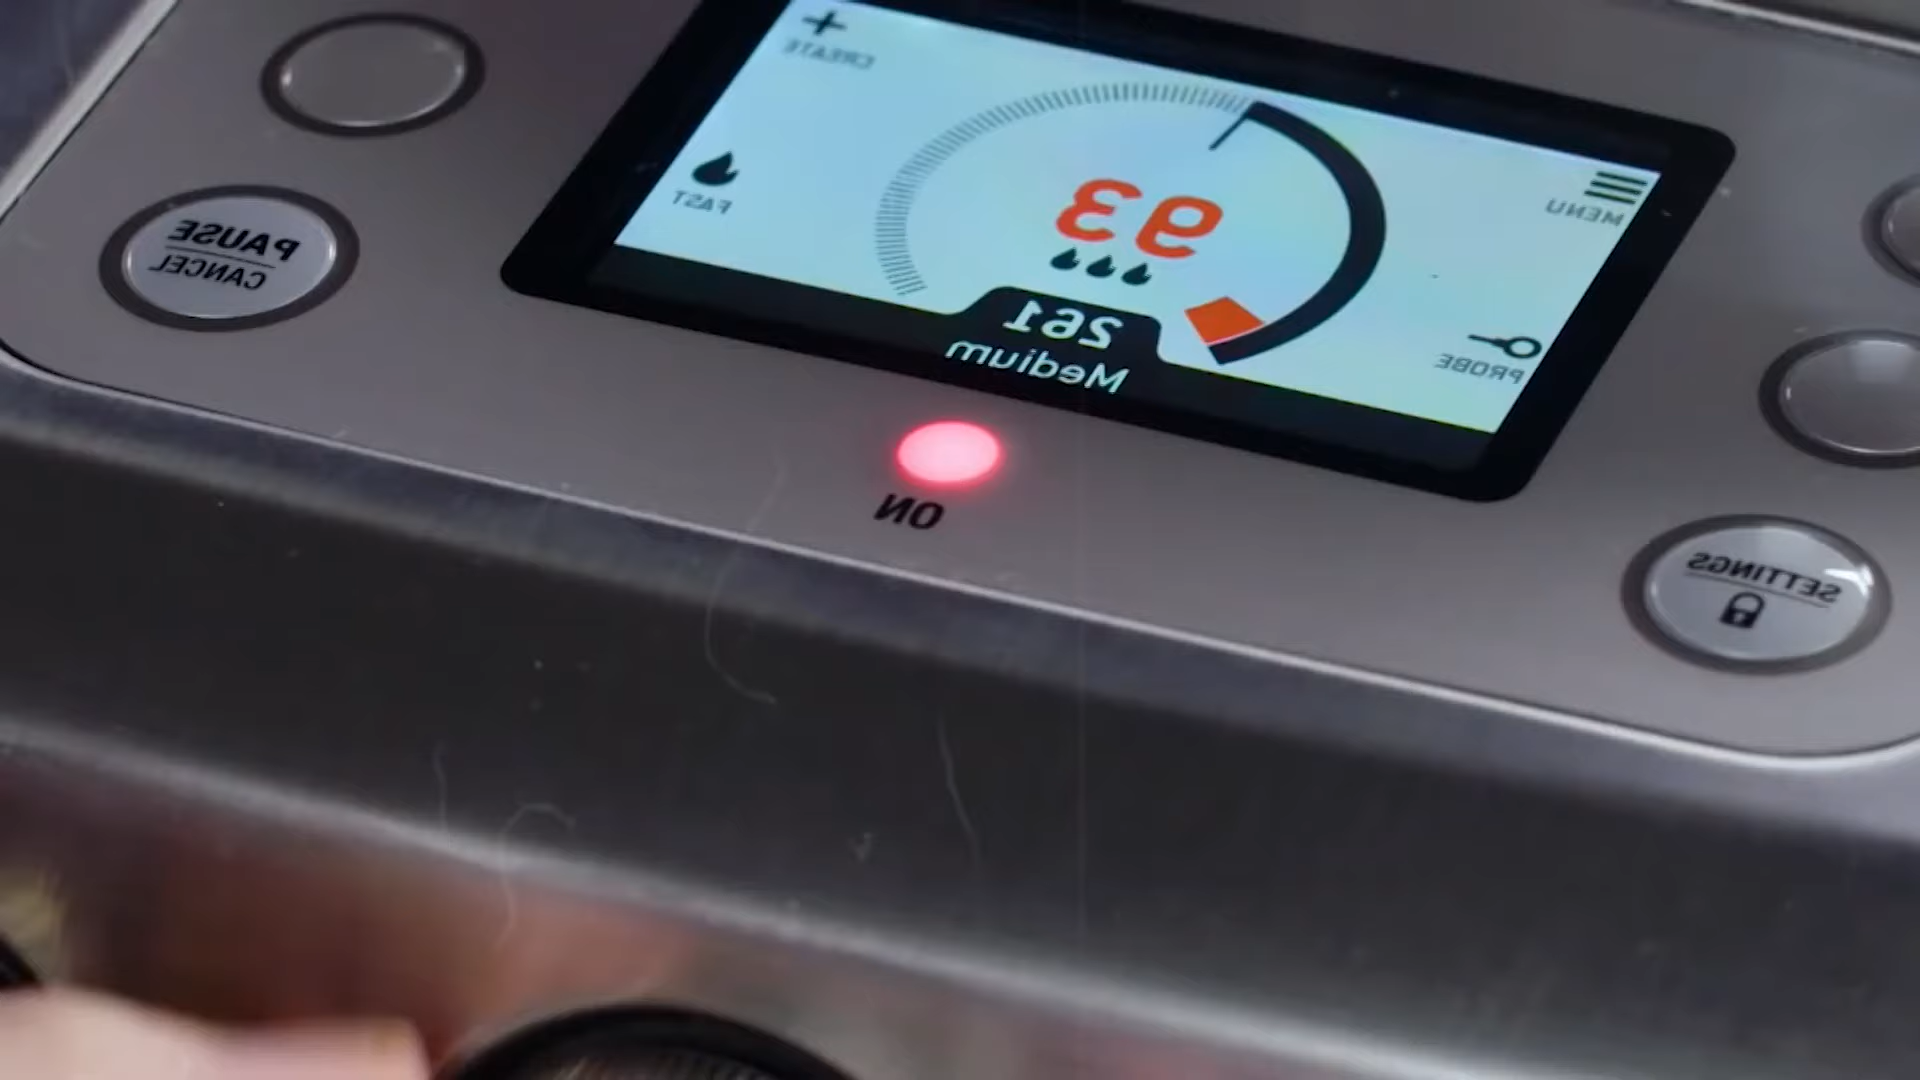 CREATE
MENU
FAST
93
PROBE
261
Medium
PAUSE
CANCEL
ON
SETTINGS